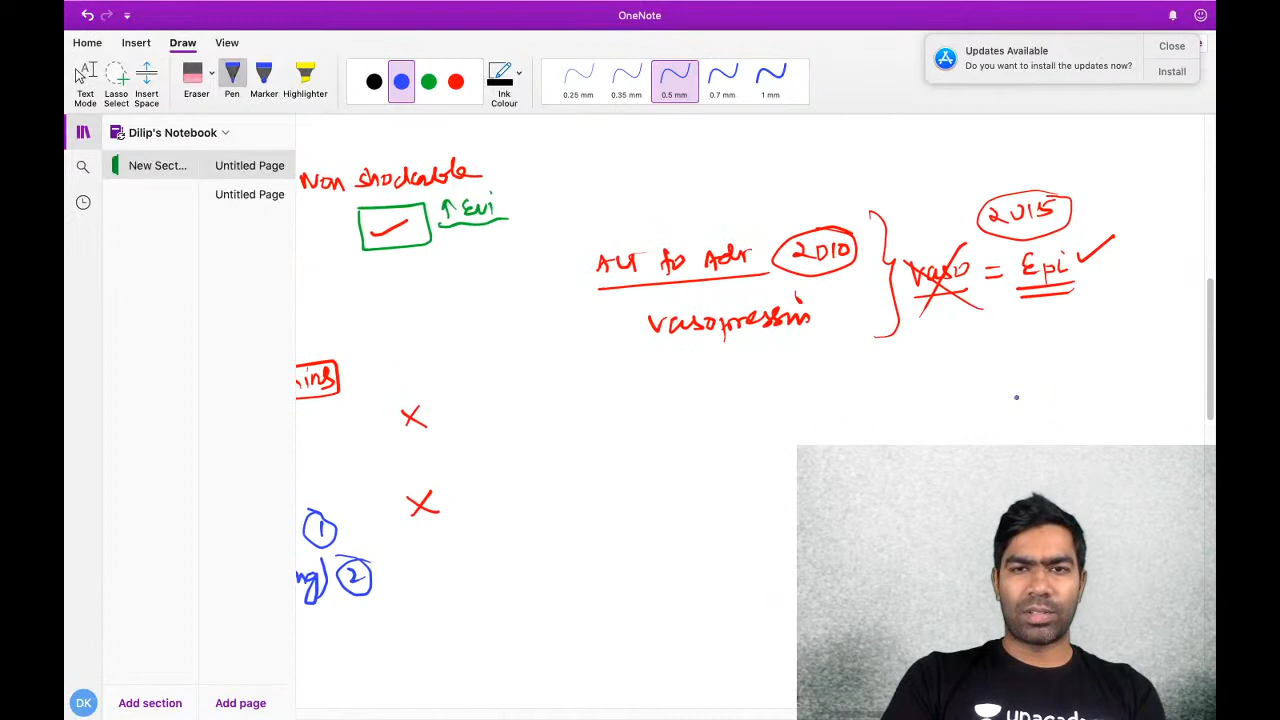 OneNote
Home Insert Draw View
Updates Available
Do you want to install the updates now?
Close
Install
Text Mode
Lasso Select
Insert Space
Eraser
Pen
Marker
Highlighter
Ink Colour
0.25 mm
0.35 mm
0.5 mm
0.7 mm
1 mm
Dilip's Notebook
New Sect...
Untitled Page
Untitled Page
Non shockable
↑ Epi
2015
Alt to Adr 2010
vaso = Epi
vasopressin
1
2
DK
Add section
Add page